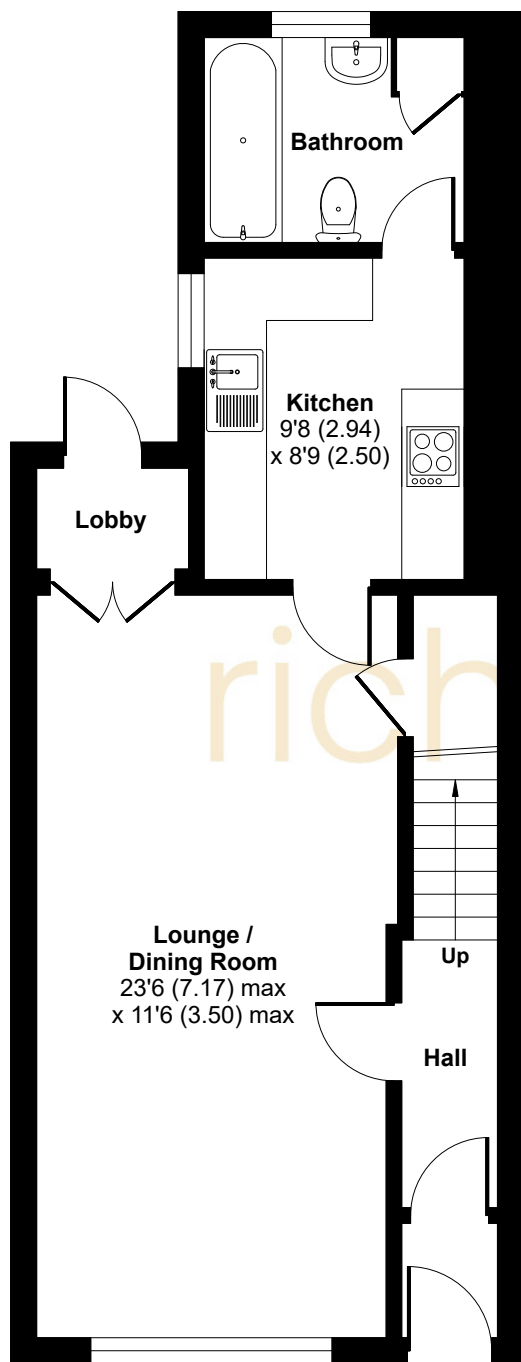 Bathroom
Kitchen
9'8 (2.94)
x 8'9 (2.50)
Lobby
rich
Lounge /
Dining Room
23'6 (7.17) max
x 11'6 (3.50) max
Up
Hall